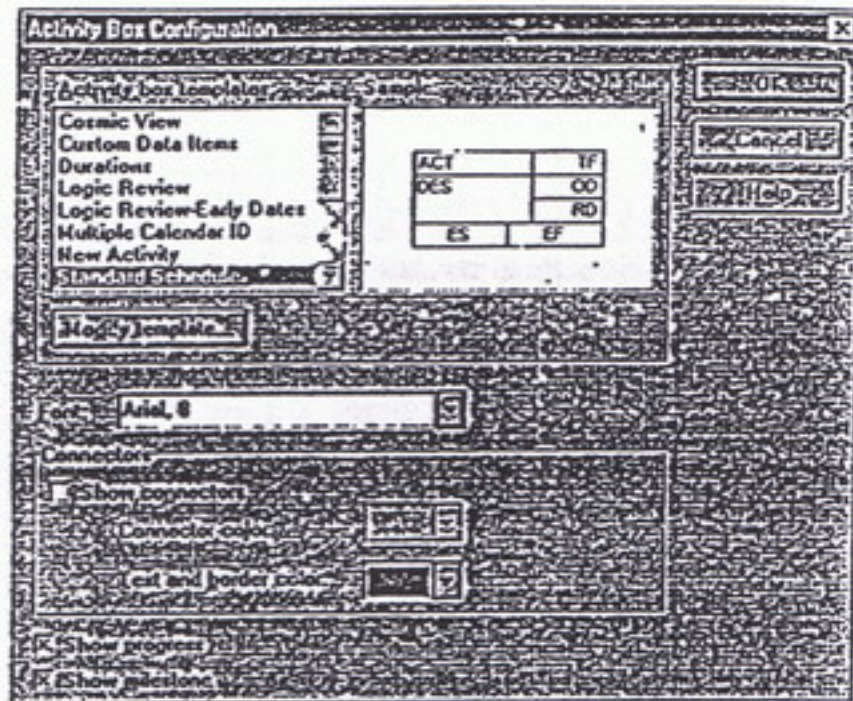 Activity Box Configuration
Activity box templates
Sample
OK
Cosmic View
Custom Data Items
Durations
Logic Review
Logic Review-Early Dates
Multiple Calendar ID
New Activity
Standard Schedule
ACT TF
DES OD
RD
ES EF
Cancel
Help
Modify template
Font
Arial, 8
Connectors
Show connectors
Connector color
Text and border color
Show progress
Show milestone